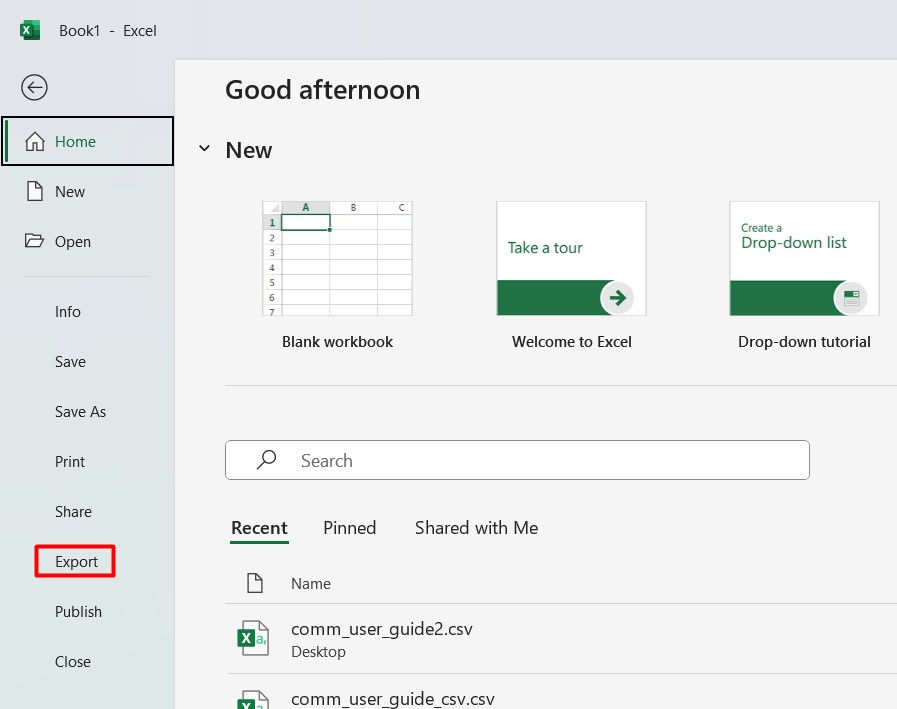 Book1 - Excel
Home
New
Open
Info
Save
Save As
Print
Share
Export
Publish
Close
Good afternoon
New
A B C
1
2
3
4
5
6
7
Blank workbook
Take a tour
Welcome to Excel
Create a
Drop-down list
Drop-down tutorial
Search
Recent Pinned Shared with Me
Name
X a,
comm_user_guide2.csv
Desktop
X a,
comm_user_guide_csv.csv